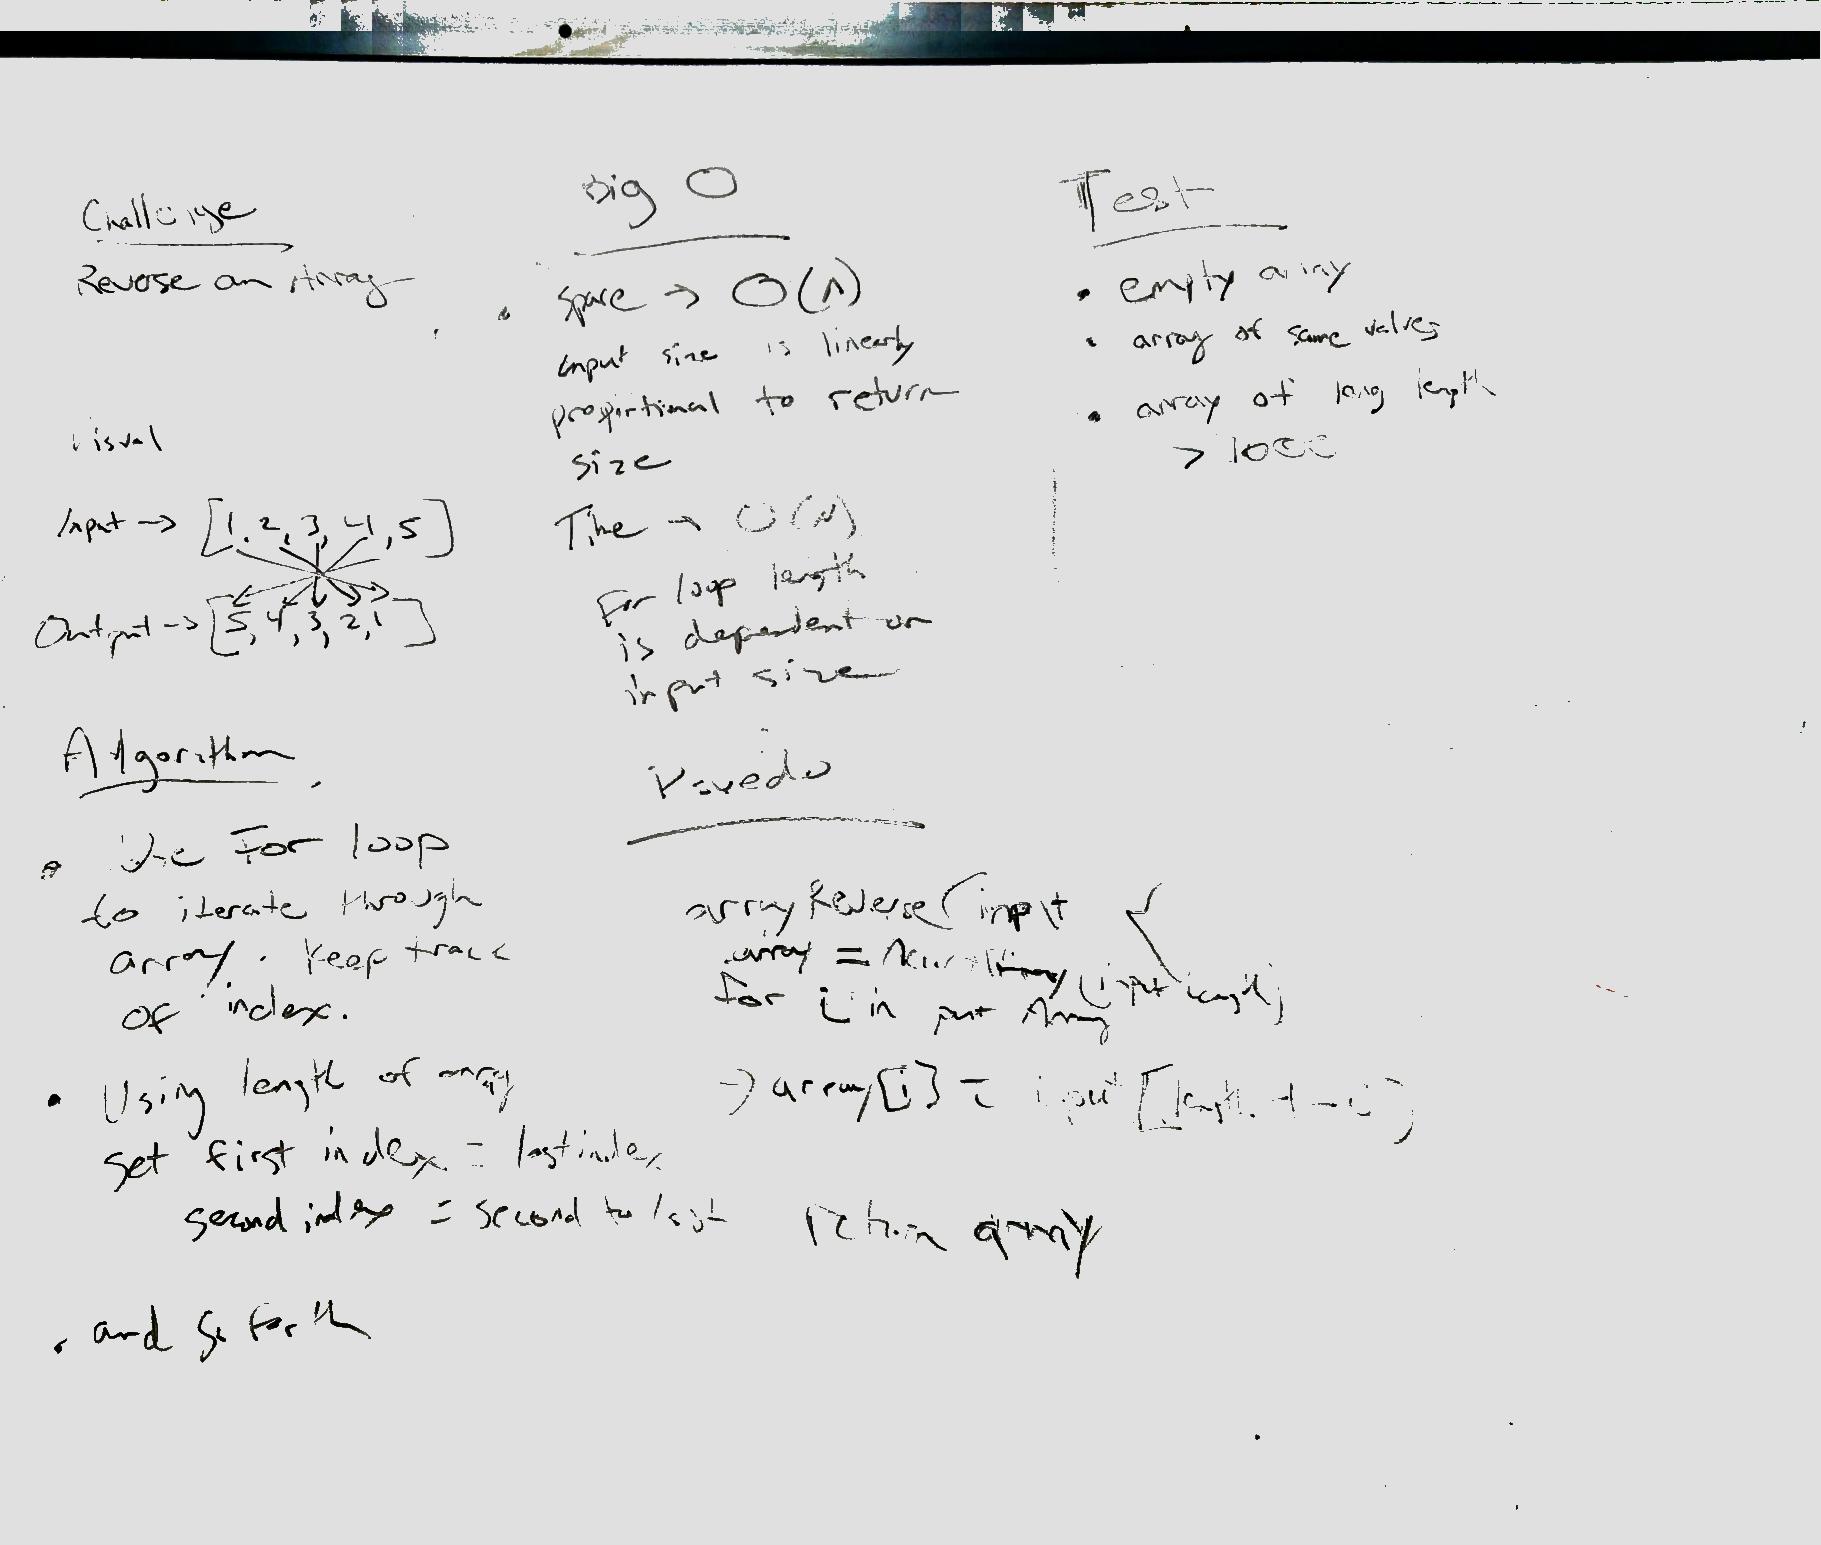 Challenge
Reverse an Array
Visual
Input → [1, 2, 3, 4, 5]
Output → [5, 4, 3, 2, 1]
Algorithm
• Use For loop
to iterate through
array. Keep track
of index.
• Using length of array
set first index = last index
second index = second to last
• and so forth
Big O
• Space → O(N)
input size is linearly
proportional to return
size
Time → O(N)
For loop length
is dependent on
input size
arrayReverse(input
array = New Array (input length)
for i in put Array
→ array[i] = input [length -1 - i]
return array
Test
• empty array
• array of same values
• array of long length
> 1000